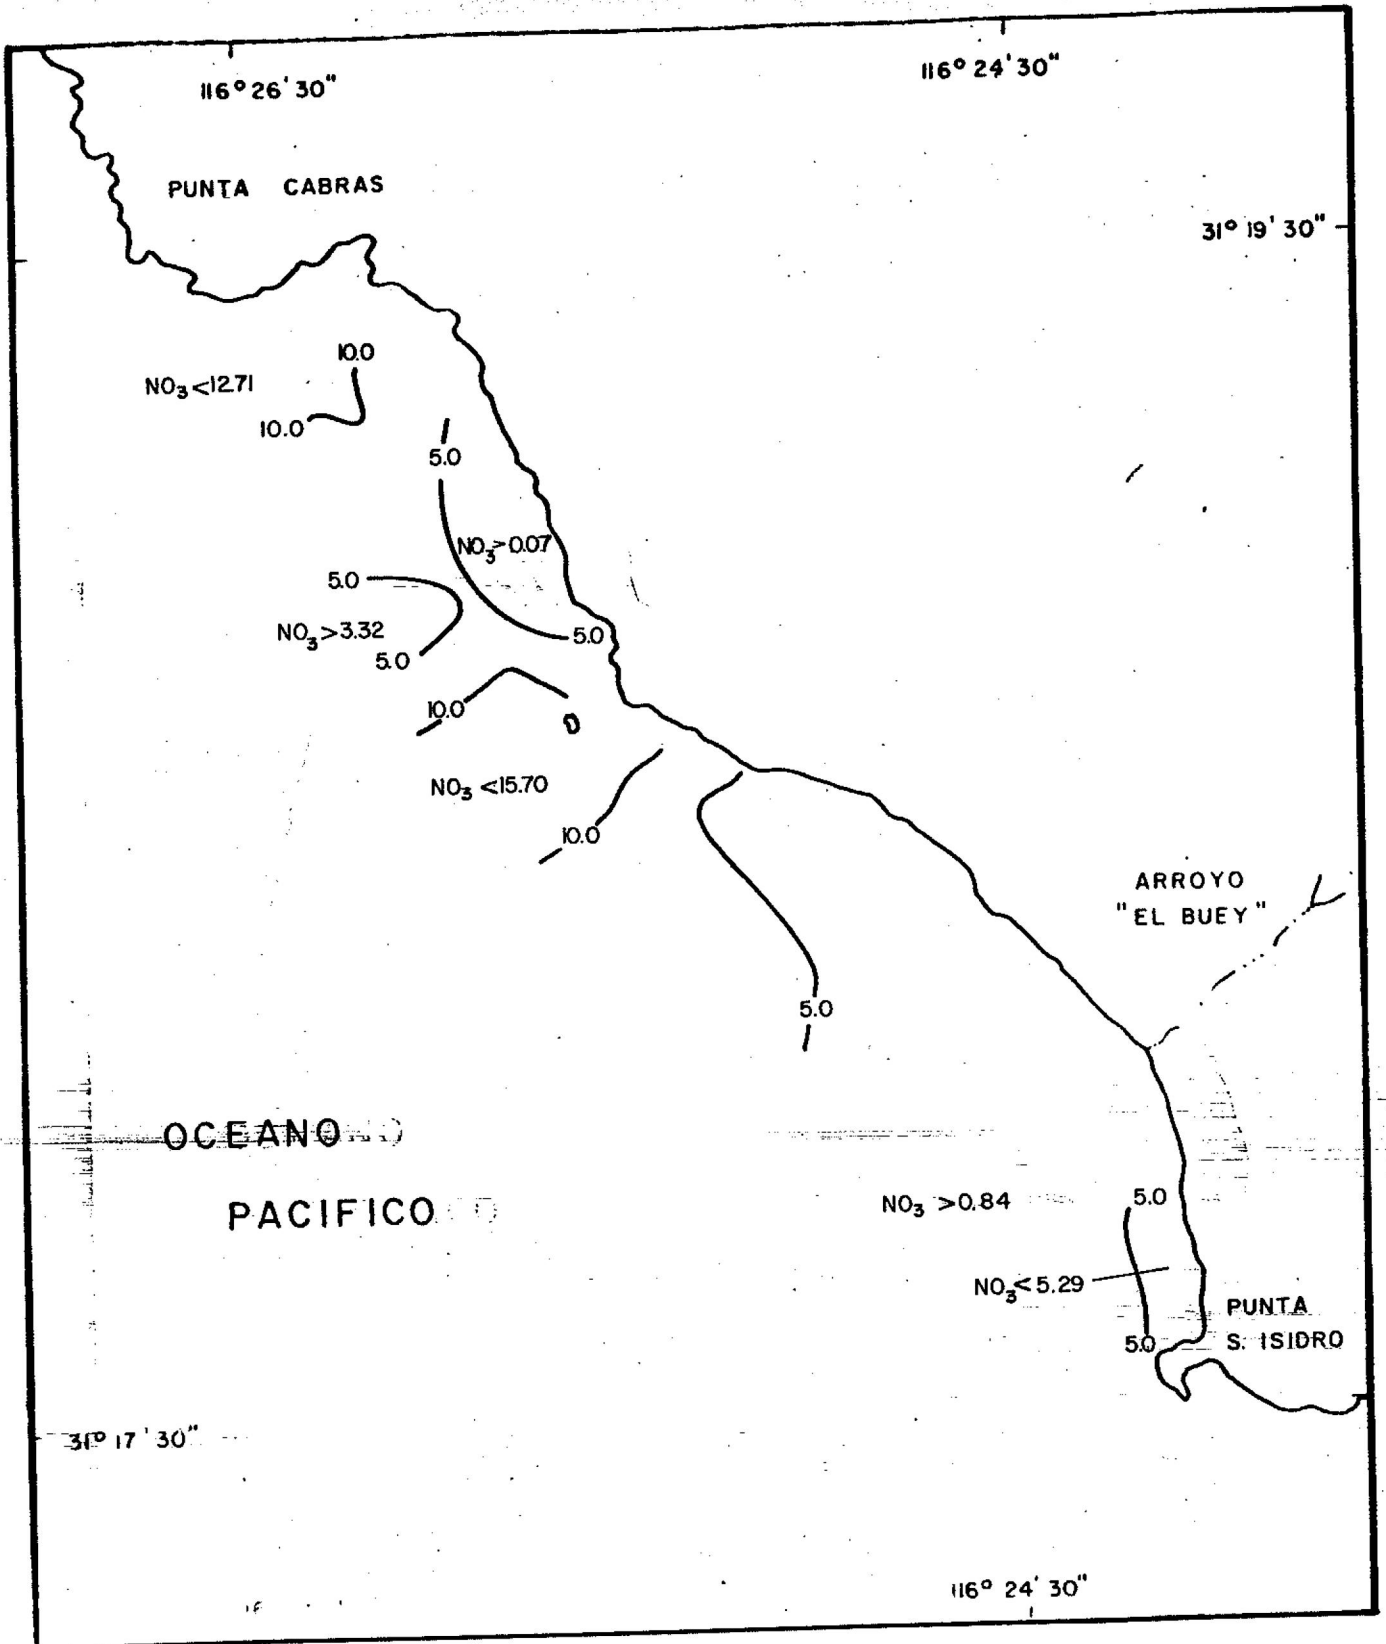 116° 26' 30"
116° 24' 30"
PUNTA CABRAS
31° 19' 30"
10.0
NO3<12.71
10.0
5.0
NO3>0.07
5.0
NO3>3.32
5.0
5.0
10.0
NO3<15.70
10.0
ARROYO
"EL BUEY"
5.0
OCEANO
PACIFICO
NO3>0.84
5.0
NO3<5.29
PUNTA
S. ISIDRO
5.0
31° 17' 30"
116° 24' 30"